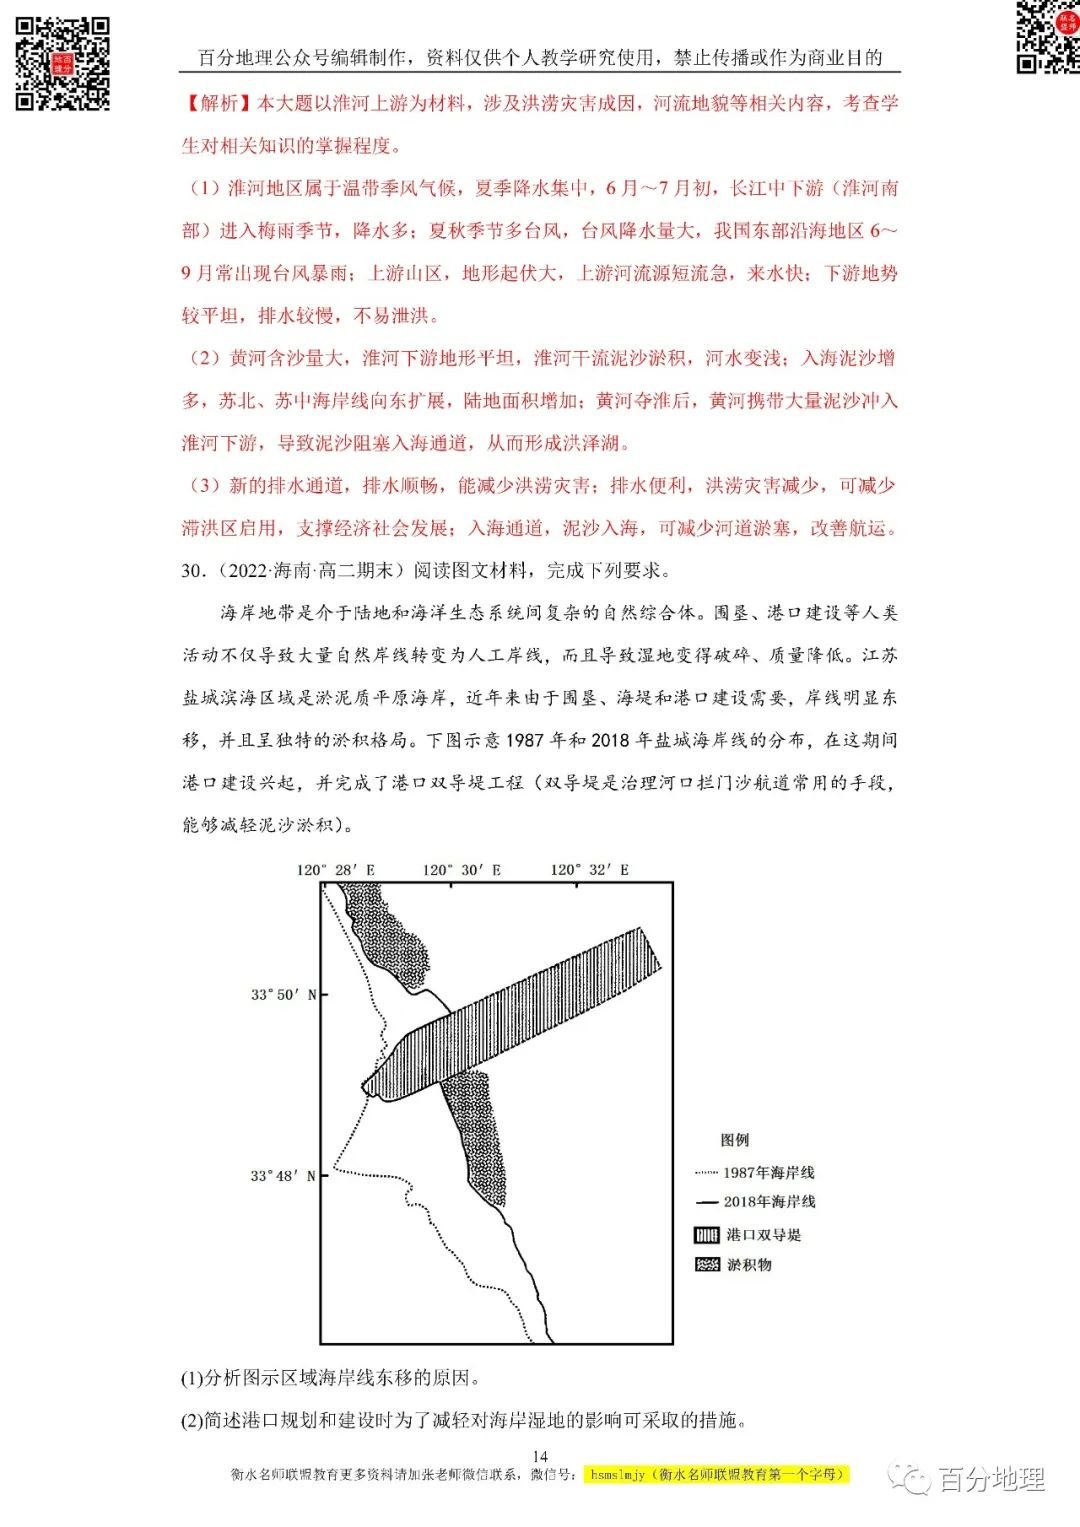 百分地理公众号编辑制作，资料仅供个人教学研究使用，禁止传播或作为商业目的
地百
理分
联名
盟师
【解析】本大题以淮河上游为材料，涉及洪涝灾害成因，河流地貌等相关内容，考查学
生对相关知识的掌握程度。
（1）淮河地区属于温带季风气候，夏季降水集中，6 月～7 月初，长江中下游（淮河南
部）进入梅雨季节，降水多；夏秋季节多台风，台风降水量大，我国东部沿海地区 6～
9 月常出现台风暴雨；上游山区，地形起伏大，上游河流源短流急，来水快；下游地势
较平坦，排水较慢，不易泄洪。
（2）黄河含沙量大，淮河下游地形平坦，淮河干流泥沙淤积，河水变浅；入海泥沙增
多，苏北、苏中海岸线向东扩展，陆地面积增加；黄河夺淮后，黄河携带大量泥沙冲入
淮河下游，导致泥沙阻塞入海通道，从而形成洪泽湖。
（3）新的排水通道，排水顺畅，能减少洪涝灾害；排水便利，洪涝灾害减少，可减少
滞洪区启用，支撑经济社会发展；入海通道，泥沙入海，可减少河道淤塞，改善航运。
30．（2022·海南·高二期末）阅读图文材料，完成下列要求。
海岸地带是介于陆地和海洋生态系统间复杂的自然综合体。围垦、港口建设等人类
活动不仅导致大量自然岸线转变为人工岸线，而且导致湿地变得破碎、质量降低。江苏
盐城滨海区域是淤泥质平原海岸，近年来由于围垦、海堤和港口建设需要，岸线明显东
移，并且呈独特的淤积格局。下图示意 1987 年和 2018 年盐城海岸线的分布，在这期间
港口建设兴起，并完成了港口双导堤工程（双导堤是治理河口拦门沙航道常用的手段，
能够减轻泥沙淤积）。
120° 28′ E 120° 30′ E 120° 32′ E
33°50′ N
33°48′ N
图例
1987年海岸线
2018年海岸线
港口双导堤
淤积物
(1)分析图示区域海岸线东移的原因。
(2)简述港口规划和建设时为了减轻对海岸湿地的影响可采取的措施。
14
衡水名师联盟教育更多资料请加张老师微信联系，微信号： hsmslmjy（衡水名师联盟教育第一个字母）
百分地理